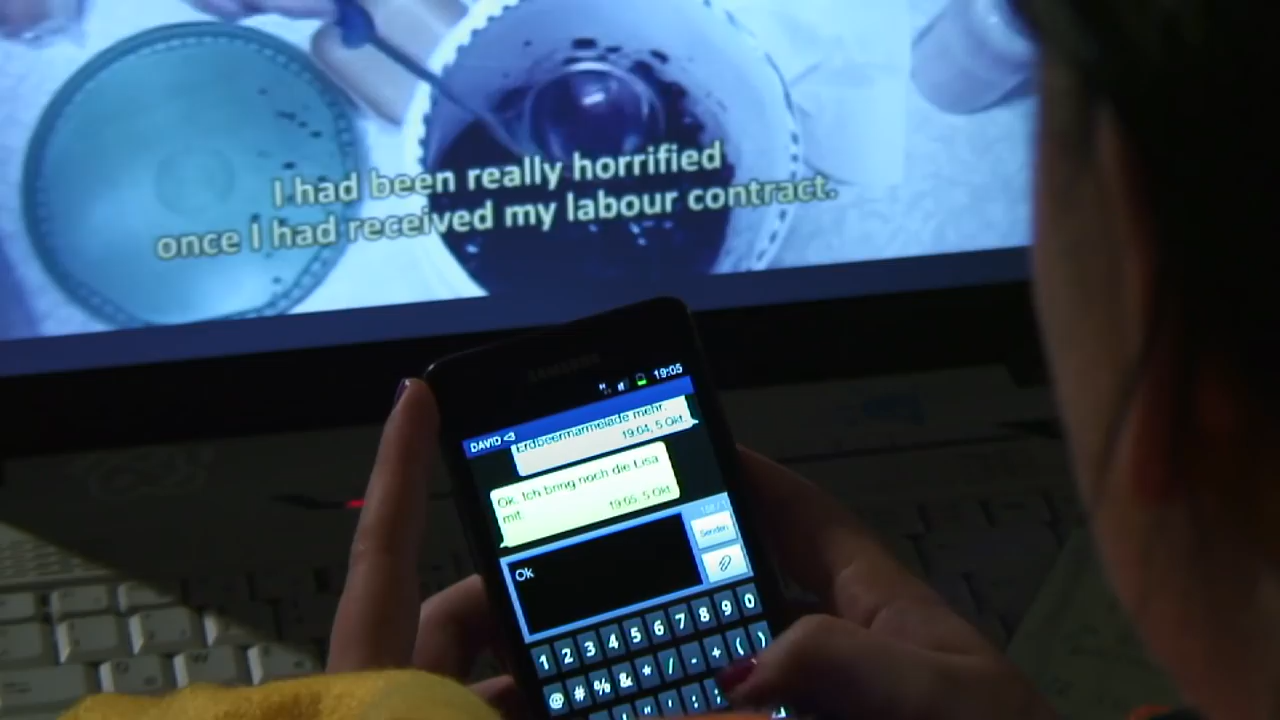 I had been really horrified
once I had received my labour contract.
SAMSUNG
19:05
DAVID
Erdbeermarmelade mehr.
19:04, 5 Okt.
Ok. Ich bring noch die Lisa
mit.
19:05, 5 Okt.
Senden
Ok
1 2 3 4 5 6 7 8 9 0
@ # % & * / - + ( )